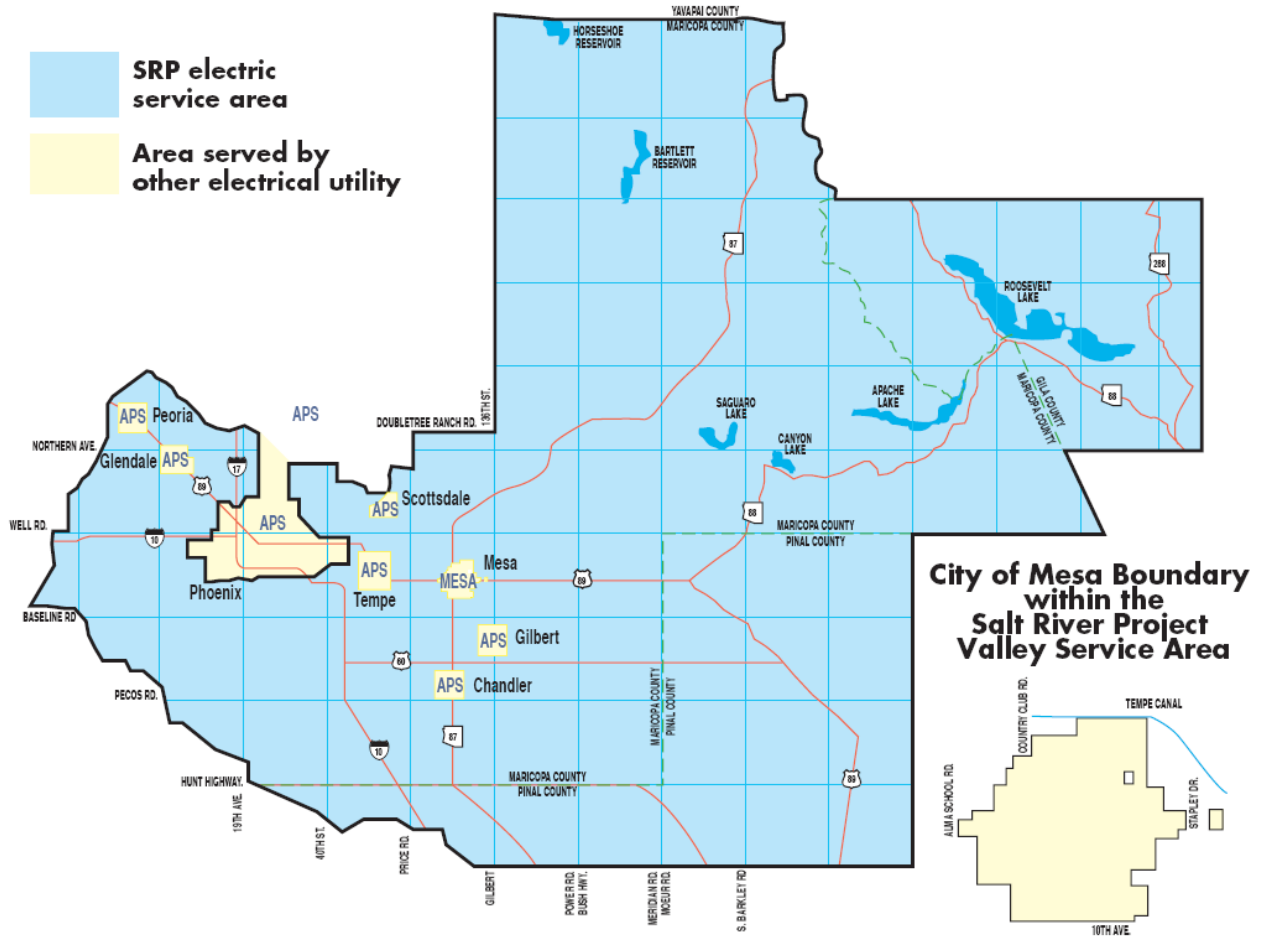 YAVAPAI COUNTY
MARICOPA COUNTY
HORSESHOE
RESERVOIR
SRP electric
service area
Area served by
other electrical utility
BARTLETT
RESERVOIR
87
288
ROOSEVELT
LAKE
136TH ST.
DOUBLETREE RANCH RD.
APS
APS
Peoria
NORTHERN AVE.
Glendale
APS
17
89
SAGUARO
LAKE
APACHE
LAKE
CANYON
LAKE
GILA COUNTY
MARICOPA COUNTY
88
Scottsdale
APS
APS
WELL RD.
10
88
MARICOPA COUNTY
PINAL COUNTY
Phoenix
APS
Tempe
MESA
Mesa
89
BASELINE RD
APS
Gilbert
60
APS
Chandler
PECOS RD.
MARICOPA COUNTY
PINAL COUNTY
87
10
89
HUNT HIGHWAY.
MARICOPA COUNTY
PINAL COUNTY
19TH AVE.
40TH ST.
PRICE RD.
GILBERT
POWER RD.
BUSH HWY.
MERIDIAN RD.
MOEUR RD.
S. BARKLEY RD
City of Mesa Boundary
within the
Salt River Project
Valley Service Area
COUNTRY CLUB RD.
TEMPE CANAL
ALMA SCHOOL RD.
STAPLEY DR.
10TH AVE.